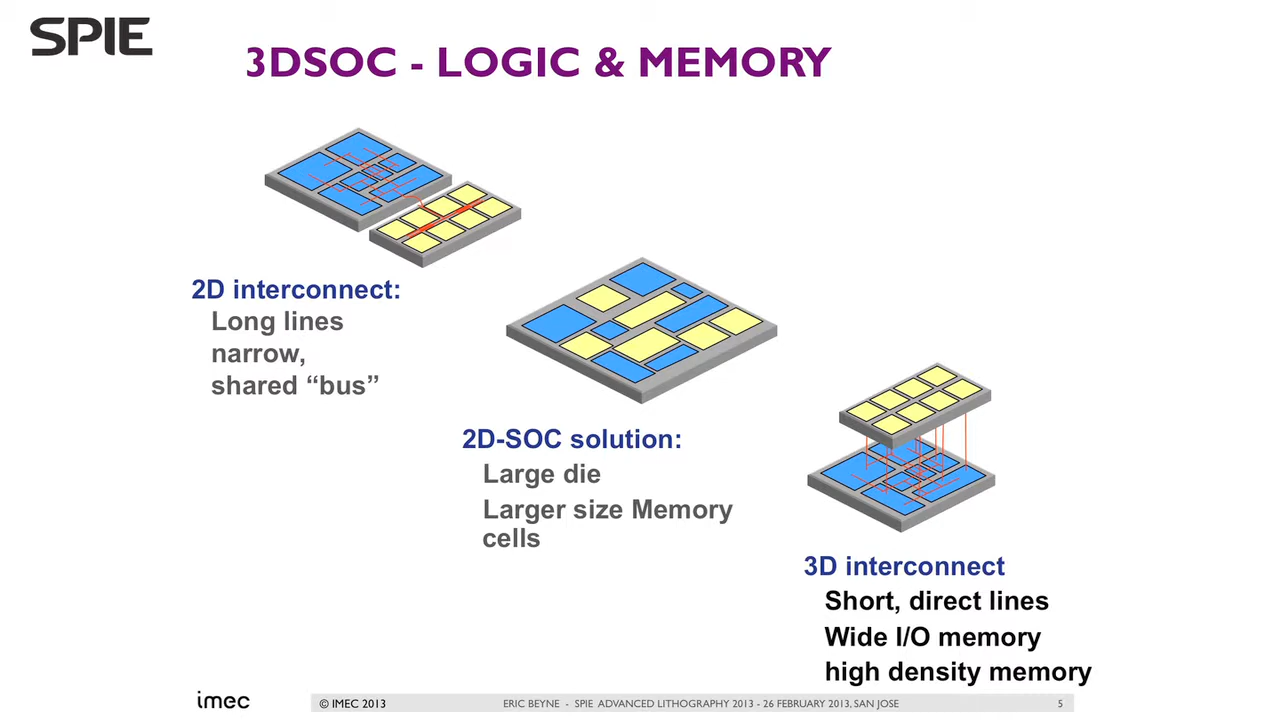 SPIE
3DSOC - LOGIC & MEMORY
2D interconnect:
Long lines
narrow,
shared “bus”
2D-SOC solution:
Large die
Larger size Memory
cells
3D interconnect
Short, direct lines
Wide I/O memory
high density memory
imec
© IMEC 2013
ERIC BEYNE - SPIE ADVANCED LITHOGRAPHY 2013 - 26 FEBRUARY 2013, SAN JOSE
5